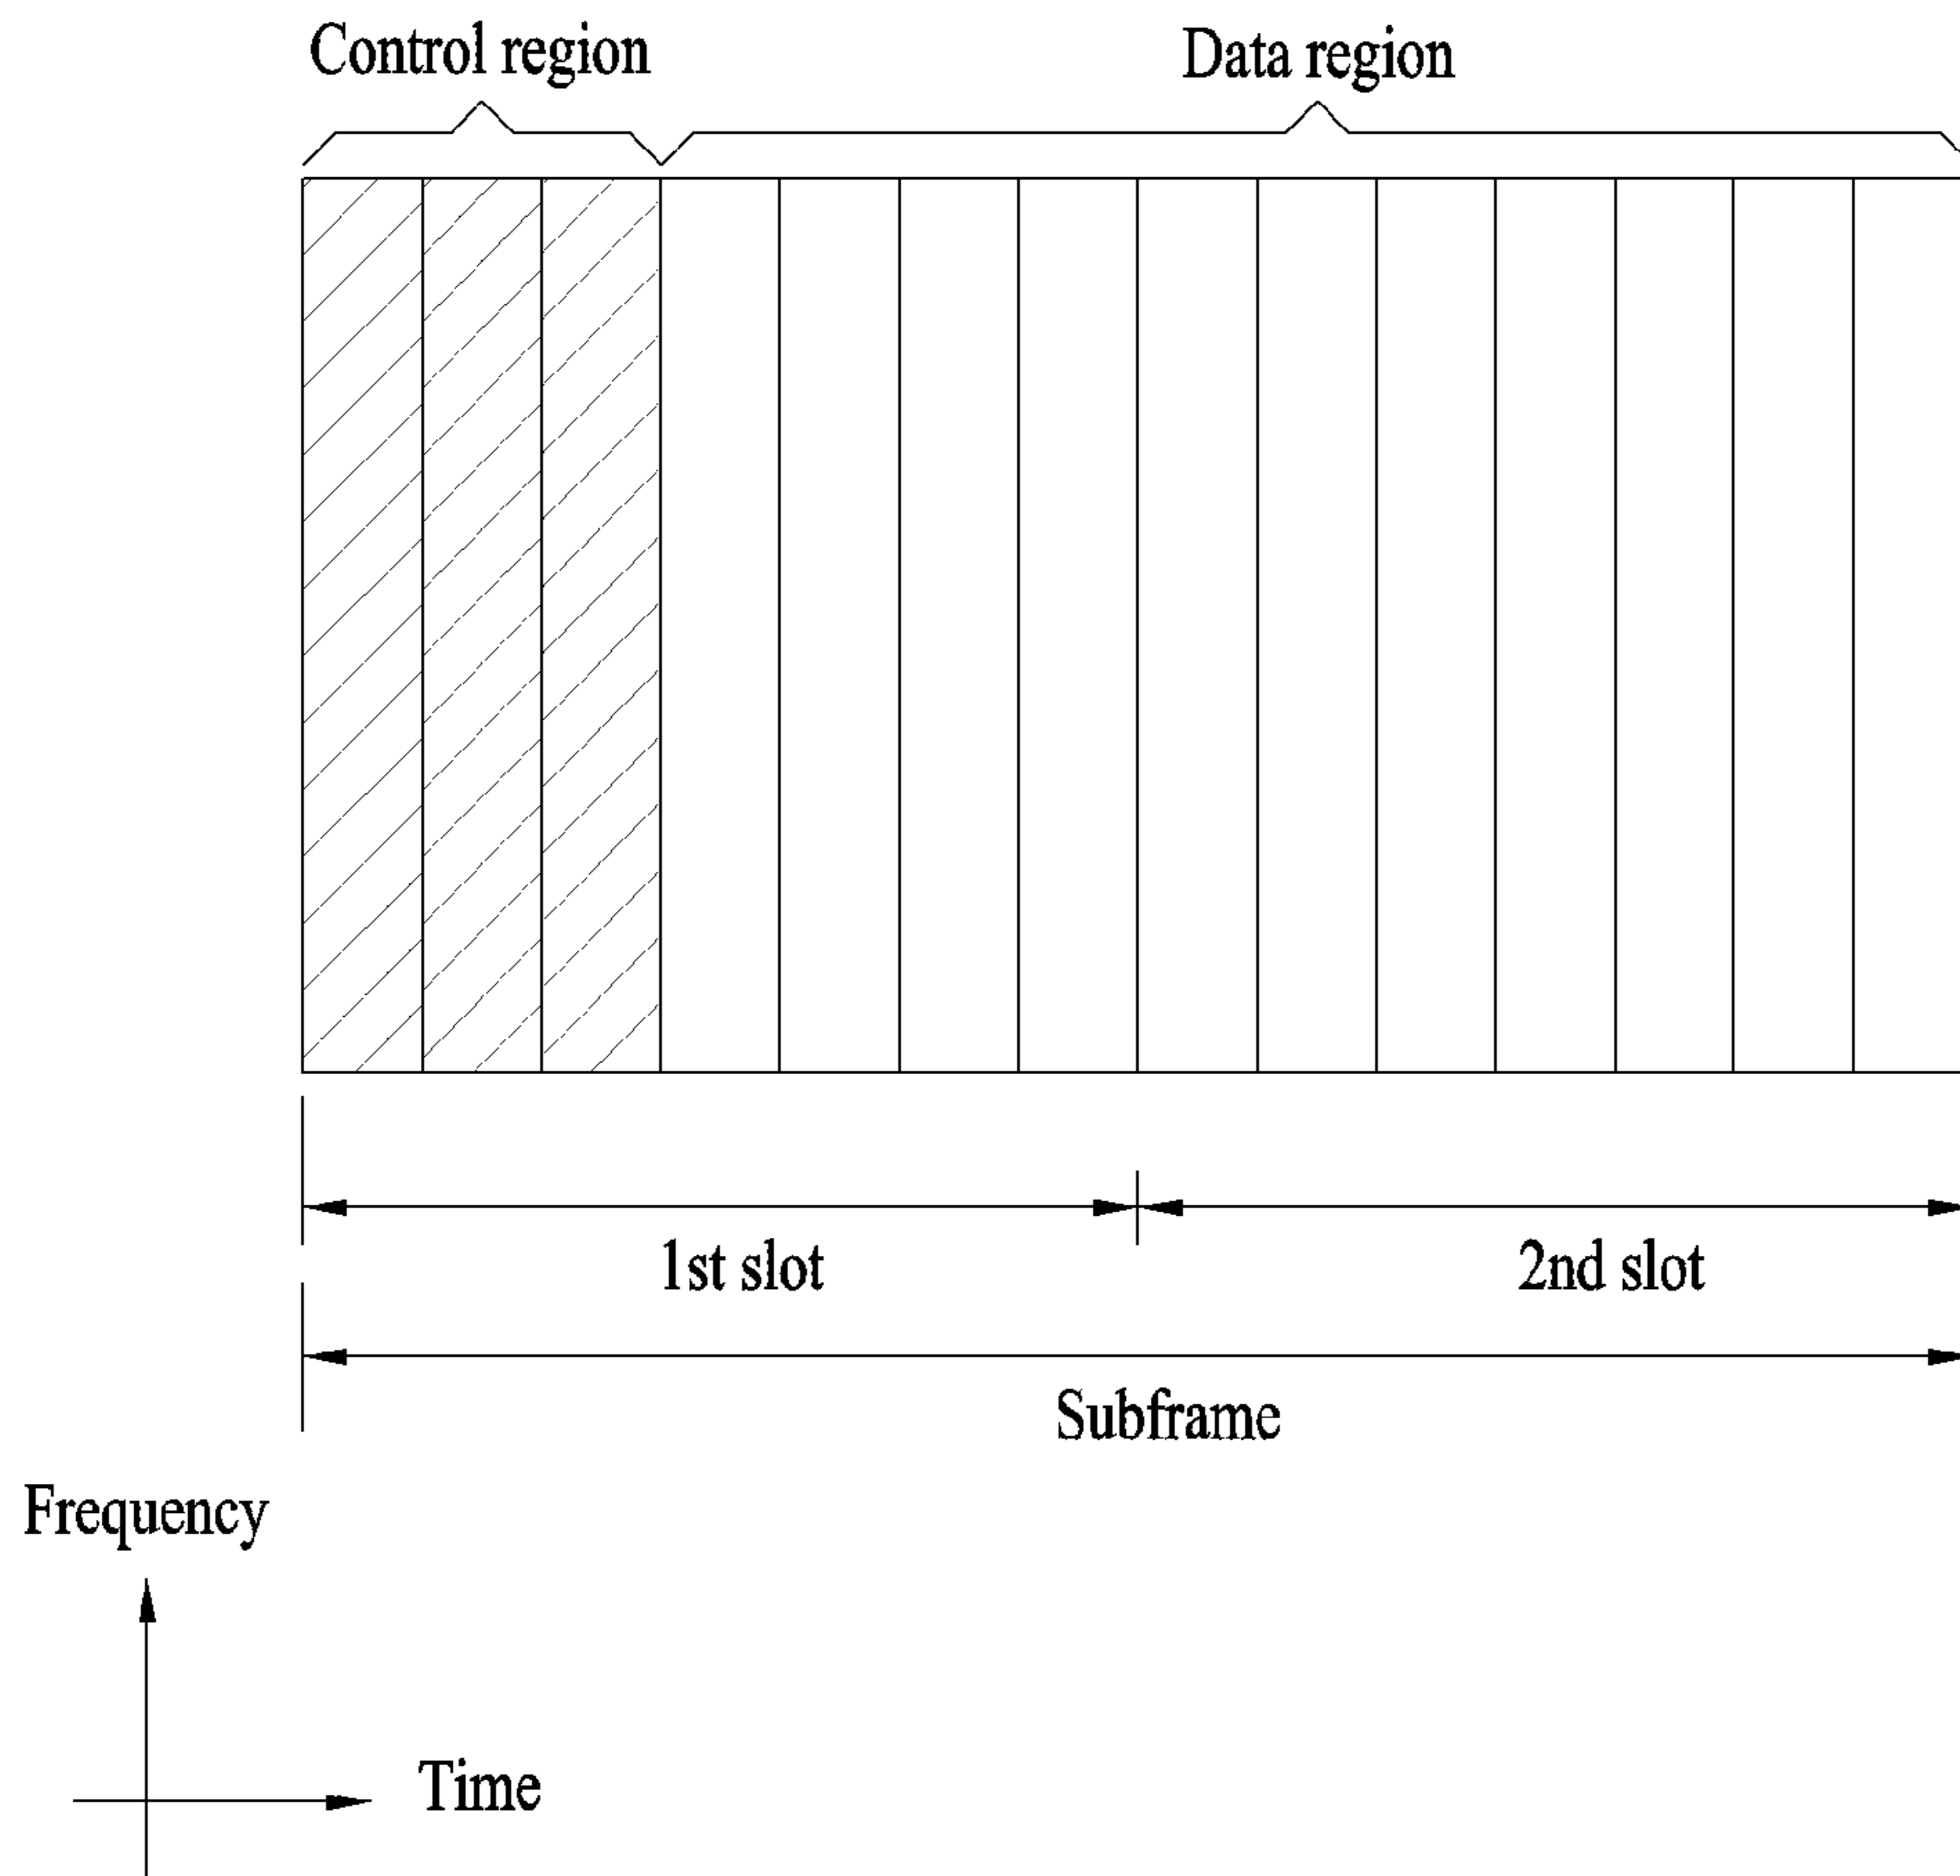 Control region
Data region
1st slot
2nd slot
Subframe
Frequency
Time